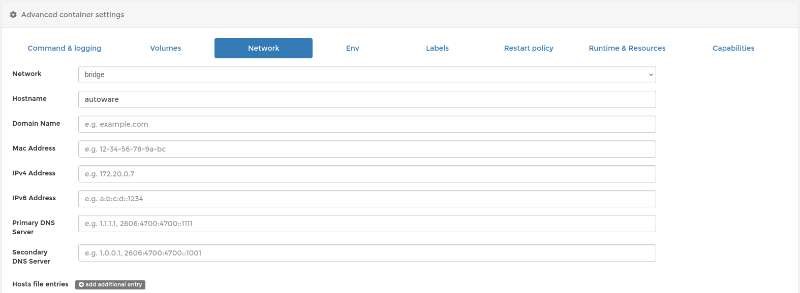 Advanced container settings
Command & logging Volumes Network Env Labels Restart policy Runtime & Resources Capabilities
Network bridge
Hostname autoware
Domain Name e.g. example.com
Mac Address e.g. 12-34-56-78-9a-bc
IPv4 Address e.g. 172.20.0.7
IPv6 Address e.g. a:b:c:d::1234
Primary DNS
Server e.g. 1.1.1.1, 2606:4700:4700::1111
Secondary
DNS Server e.g. 1.0.0.1, 2606:4700:4700::1001
Hosts file entries add additional entry